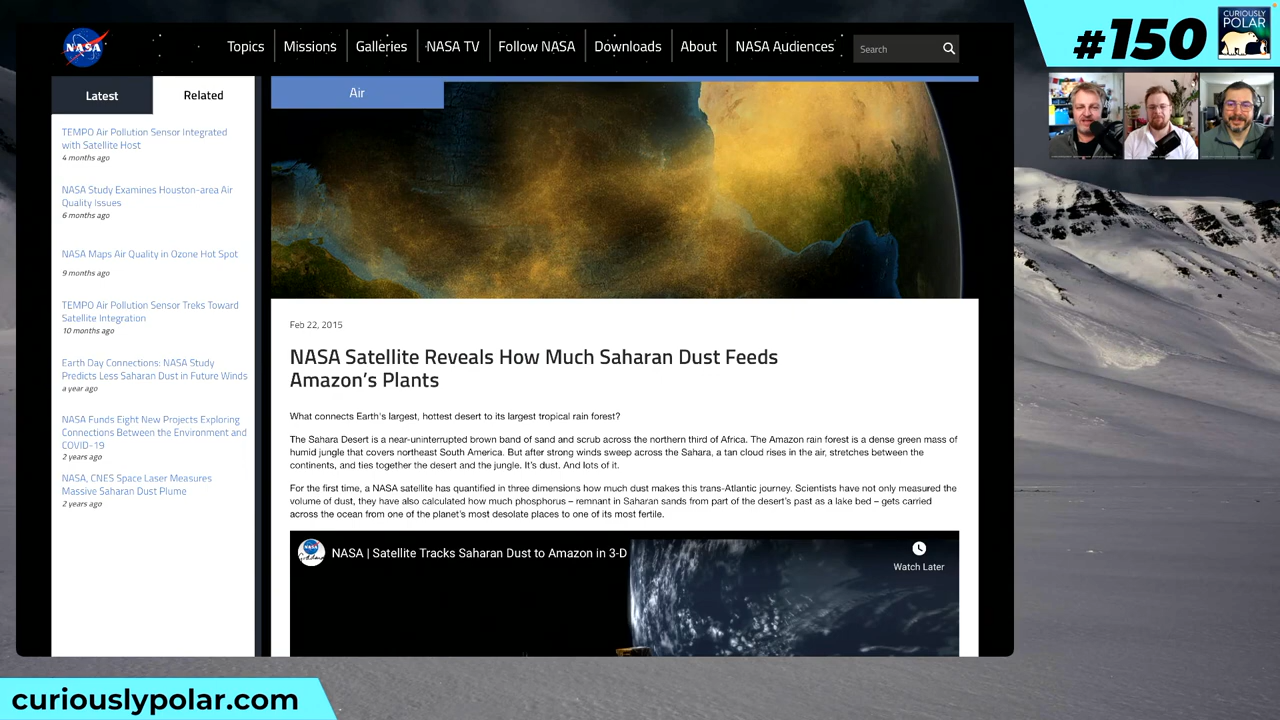 NASA
Topics
Missions
Galleries
NASA TV
Follow NASA
Downloads
About
NASA Audiences
Search
#150
CURIOUSLY
POLAR
Latest
Related
TEMPO Air Pollution Sensor Integrated
with Satellite Host
4 months ago
NASA Study Examines Houston-area Air
Quality Issues
6 months ago
NASA Maps Air Quality in Ozone Hot Spot
9 months ago
TEMPO Air Pollution Sensor Treks Toward
Satellite Integration
10 months ago
Earth Day Connections: NASA Study
Predicts Less Saharan Dust in Future Winds
a year ago
NASA Funds Eight New Projects Exploring
Connections Between the Environment and
COVID-19
2 years ago
NASA, CNES Space Laser Measures
Massive Saharan Dust Plume
2 years ago
Air
Feb 22, 2015
NASA Satellite Reveals How Much Saharan Dust Feeds
Amazon's Plants
What connects Earth's largest, hottest desert to its largest tropical rain forest?
The Sahara Desert is a near-uninterrupted brown band of sand and scrub across the northern third of Africa. The Amazon rain forest is a dense green mass of
humid jungle that covers northeast South America. But after strong winds sweep across the Sahara, a tan cloud rises in the air, stretches between the
continents, and ties together the desert and the jungle. It's dust. And lots of it.
For the first time, a NASA satellite has quantified in three dimensions how much dust makes this trans-Atlantic journey. Scientists have not only measured the
volume of dust, they have also calculated how much phosphorus – remnant in Saharan sands from part of the desert's past as a lake bed – gets carried
across the ocean from one of the planet's most desolate places to one of its most fertile.
NASA | Satellite Tracks Saharan Dust to Amazon in 3-D
Watch Later
curiouslypolar.com